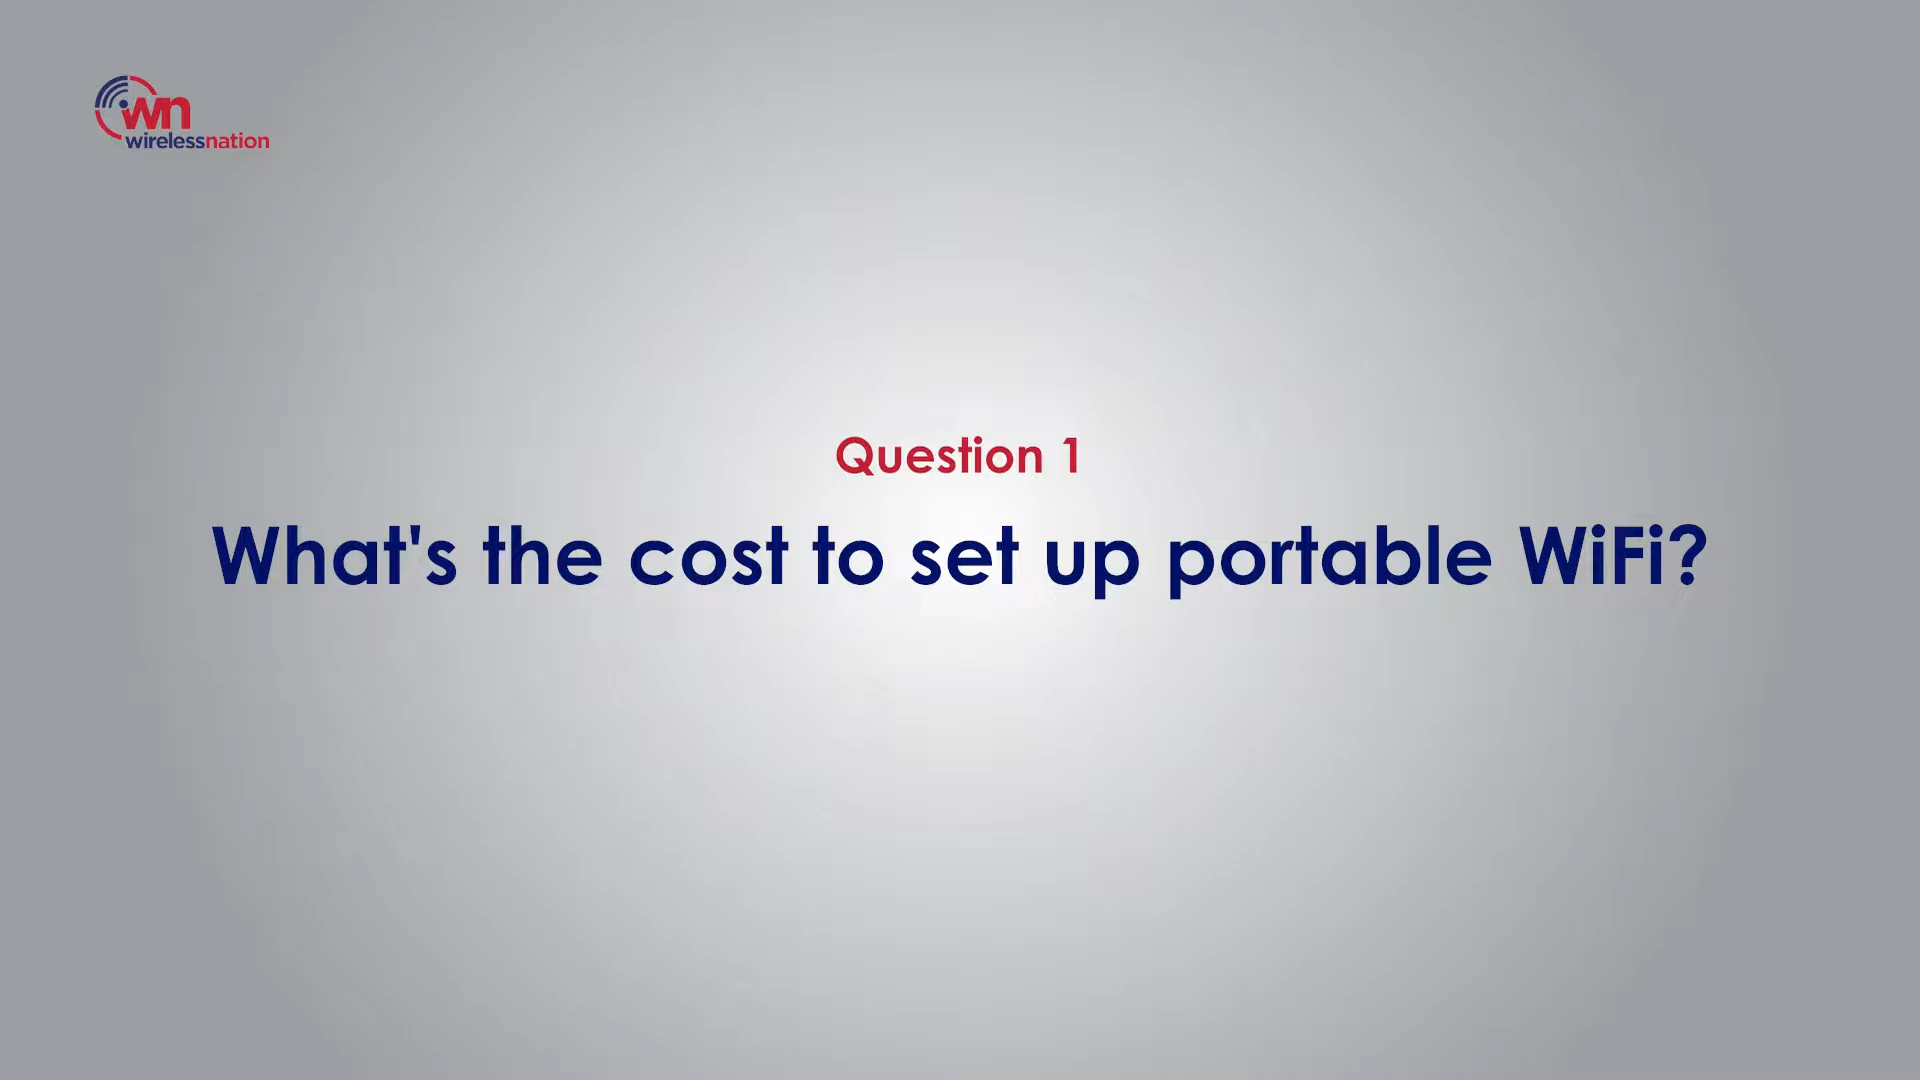 wn
wirelessnation
Question 1
What's the cost to set up portable WiFi?